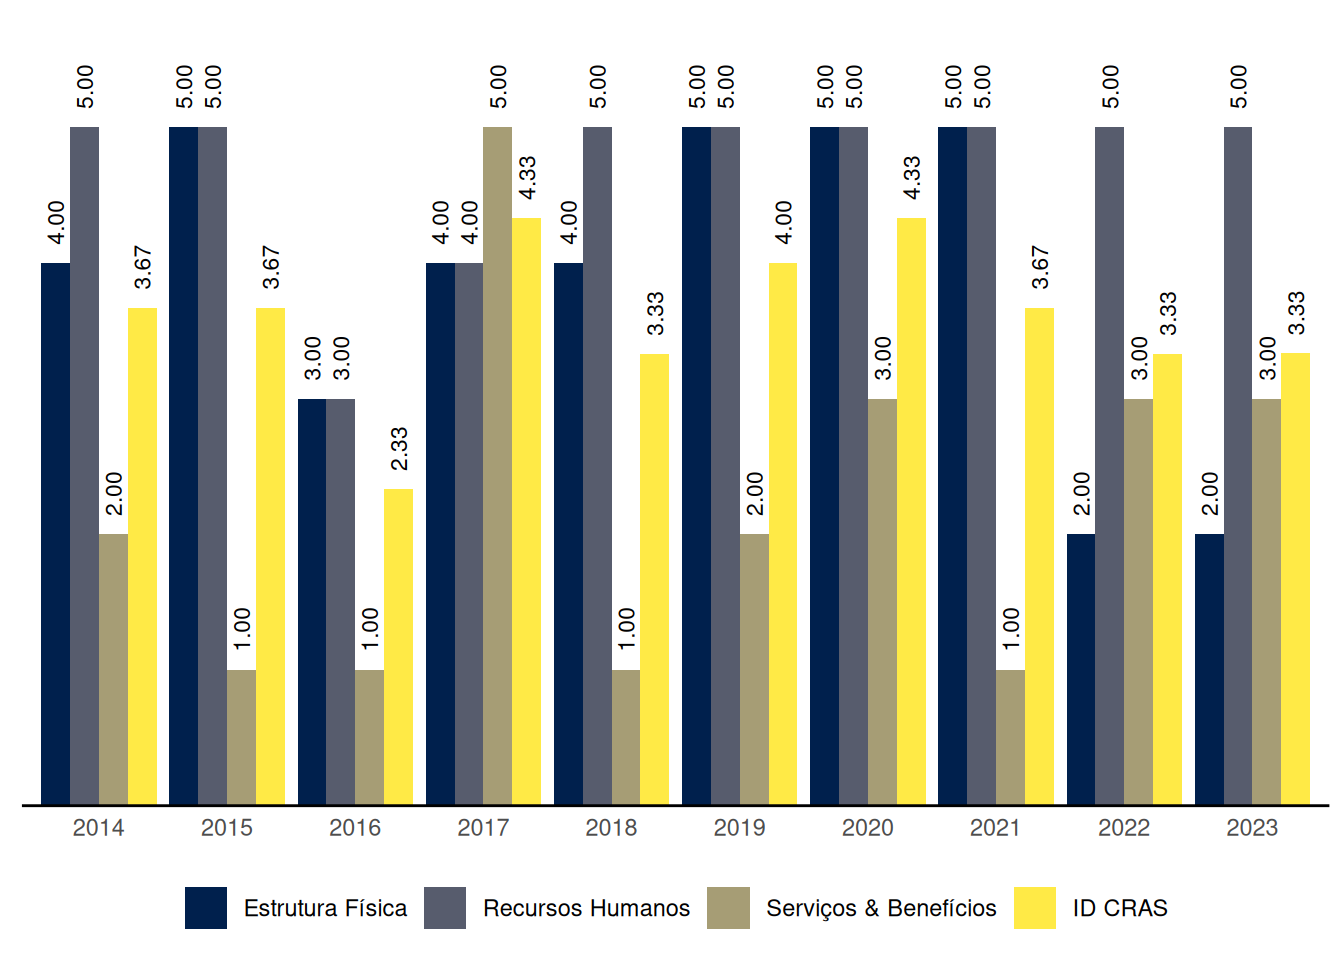 4.00 5.00 2.00 3.67
5.00 5.00 1.00 3.67
3.00 3.00 1.00 2.33
4.00 4.00 5.00 4.33
4.00 5.00 1.00 3.33
5.00 5.00 2.00 4.00
5.00 5.00 3.00 4.33
5.00 5.00 1.00 3.67
2.00 5.00 3.00 3.33
2.00 5.00 3.00 3.33
2014 2015 2016 2017 2018 2019 2020 2021 2022 2023
Estrutura Física Recursos Humanos Serviços & Benefícios ID CRAS